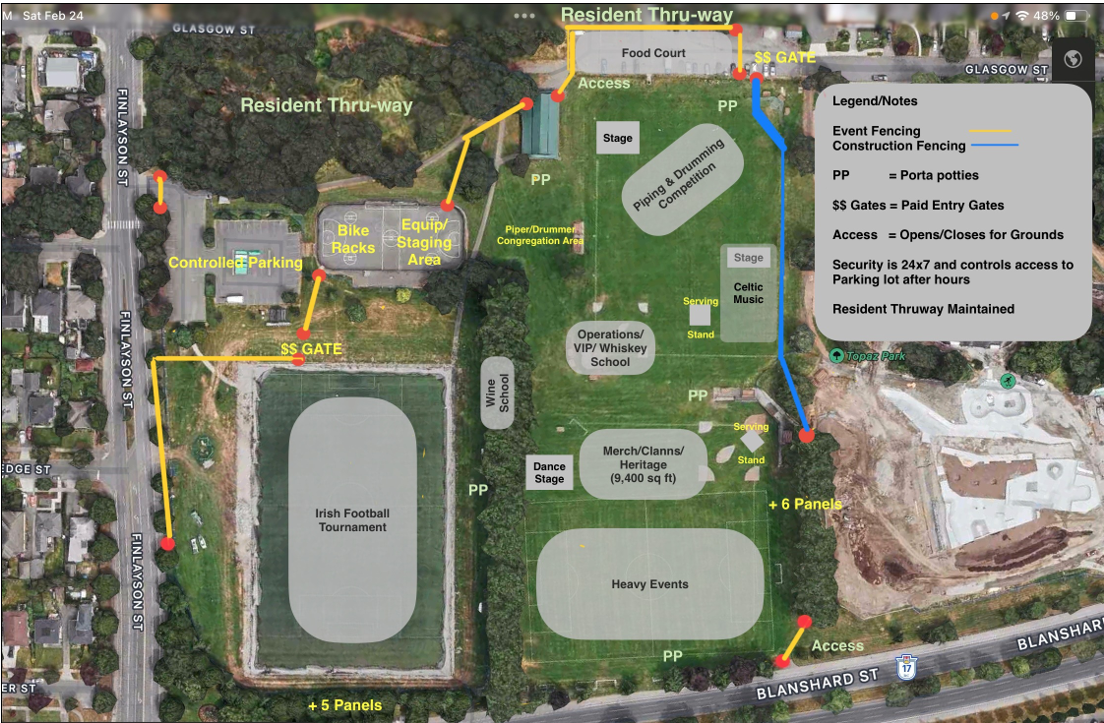 M Sat Feb 24
48%
Resident Thru-way
GLASGOW ST
Food Court
$$ GATE
GLASGOW ST
Access
Legend/Notes
Event Fencing
Construction Fencing
PP = Porta potties
$$ Gates = Paid Entry Gates
Access = Opens/Closes for Grounds
Security is 24x7 and controls access to
Parking lot after hours
Resident Thruway Maintained
Resident Thru-way
PP
Stage
Piping & Drumming
Competition
FINLAYSON ST
PP
Bike
Racks
Equip/
Staging
Area
Piper/Drummer
Congregation Area
Controlled Parking
Stage
Celtic
Music
Serving
Stand
FINLAYSON ST
$$ GATE
Operations/
VIP/ Whiskey
School
Topaz Park
Wine
School
PP
Serving
Stand
EDGE ST
Dance
Stage
Merch/Clanns/
Heritage
(9,400 sq ft)
PP
+ 6 Panels
Irish Football
Tournament
FINLAYSON ST
Heavy Events
Access
BLANSHARD
PP
BLANSHARD ST
17
ER ST
+ 5 Panels